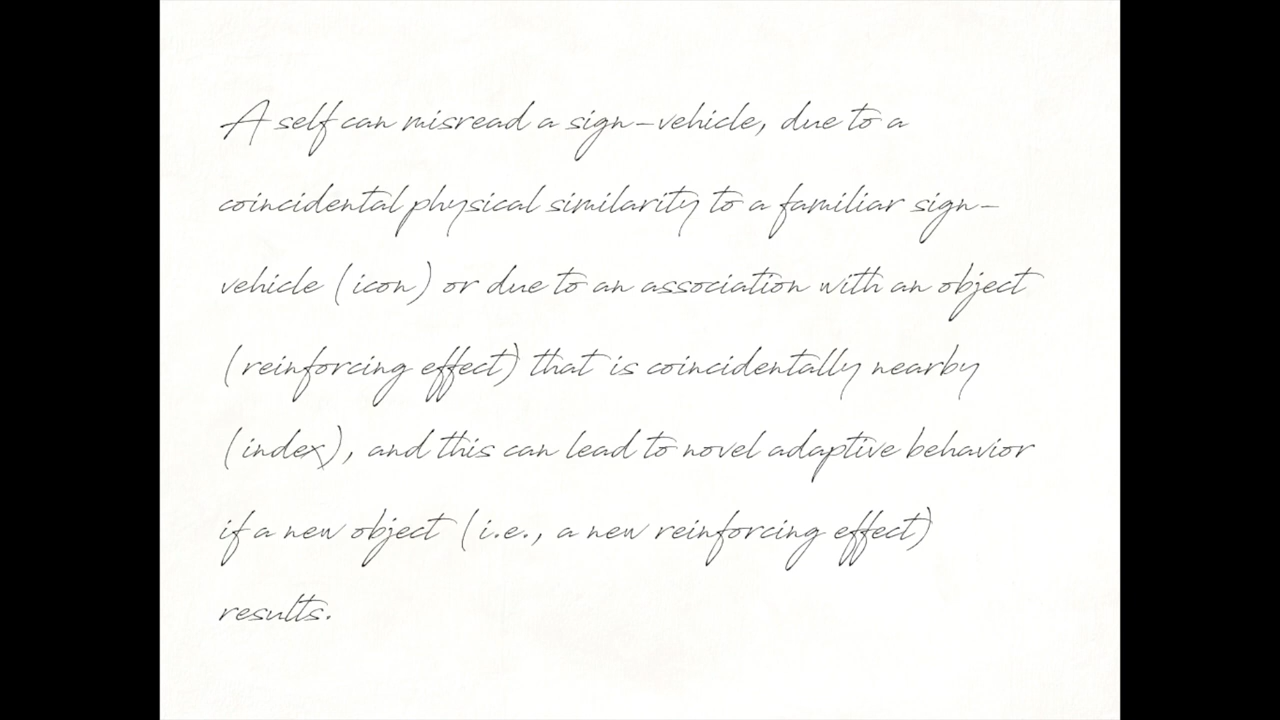 A self can misread a sign-vehicle, due to a
coincidental physical similarity to a familiar sign-
vehicle (icon) or due to an association with an object
(reinforcing effect) that is coincidentally nearby
(index), and this can lead to novel adaptive behavior
if a new object (i.e., a new reinforcing effect)
results.